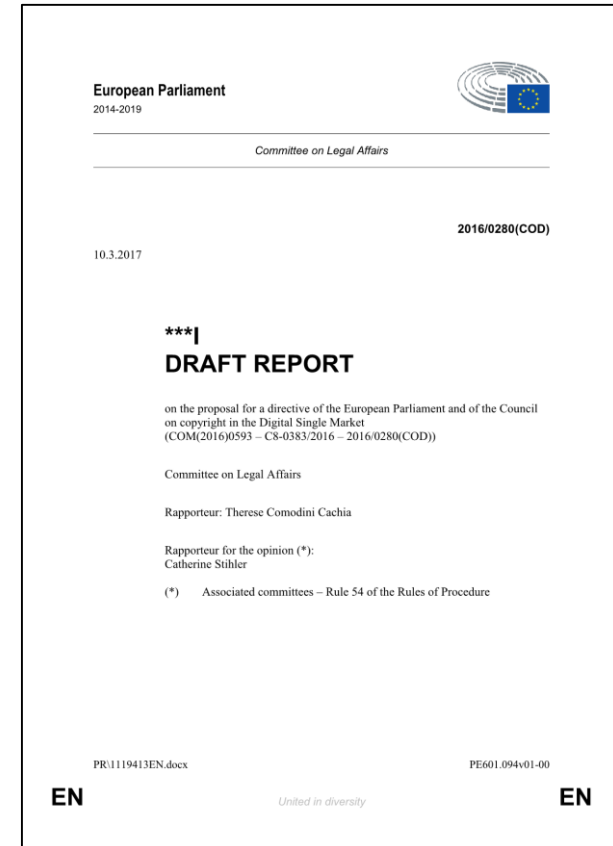 European Parliament
2014-2019
Committee on Legal Affairs
2016/0280(COD)
10.3.2017
***I
DRAFT REPORT
on the proposal for a directive of the European Parliament and of the Council
on copyright in the Digital Single Market
(COM(2016)0593 – C8-0383/2016 – 2016/0280(COD))
Committee on Legal Affairs
Rapporteur: Therese Comodini Cachia
Rapporteur for the opinion (*):
Catherine Stihler
(*) Associated committees – Rule 54 of the Rules of Procedure
PR\1119413EN.docx PE601.094v01-00
EN United in diversity EN